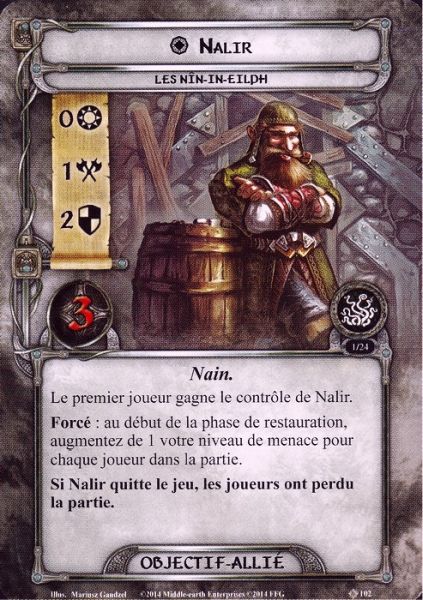 Nalir
LES NÎN-IN-EILPH
0
1
2
3
1/24
Nain.
Le premier joueur gagne le contrôle de Nalir.
Forcé : au début de la phase de restauration,
augmentez de 1 votre niveau de menace pour
chaque joueur dans la partie.
Si Nalir quitte le jeu, les joueurs ont perdu
la partie.
OBJECTIF-ALLIÉ
Illus. Mariusz Gandzel ©2014 Middle-earth Enterprises ©2014 FFG 102